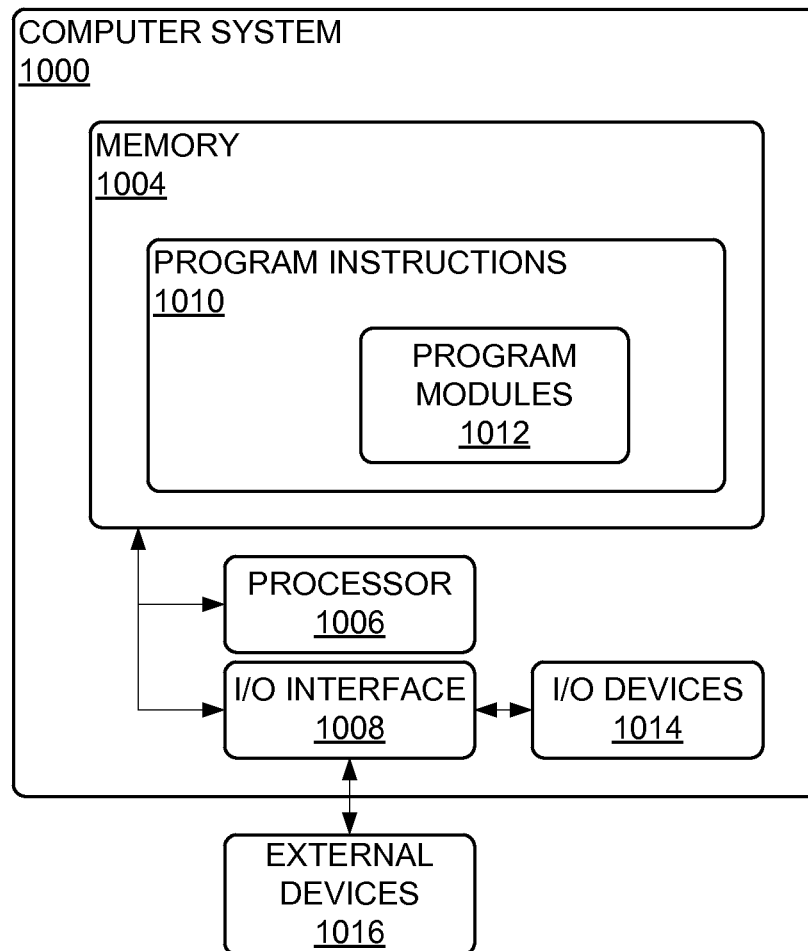 COMPUTER SYSTEM
1000
MEMORY
1004
PROGRAM INSTRUCTIONS
1010
PROGRAM
MODULES
1012
PROCESSOR
1006
I/O INTERFACE
1008
I/O DEVICES
1014
EXTERNAL
DEVICES
1016